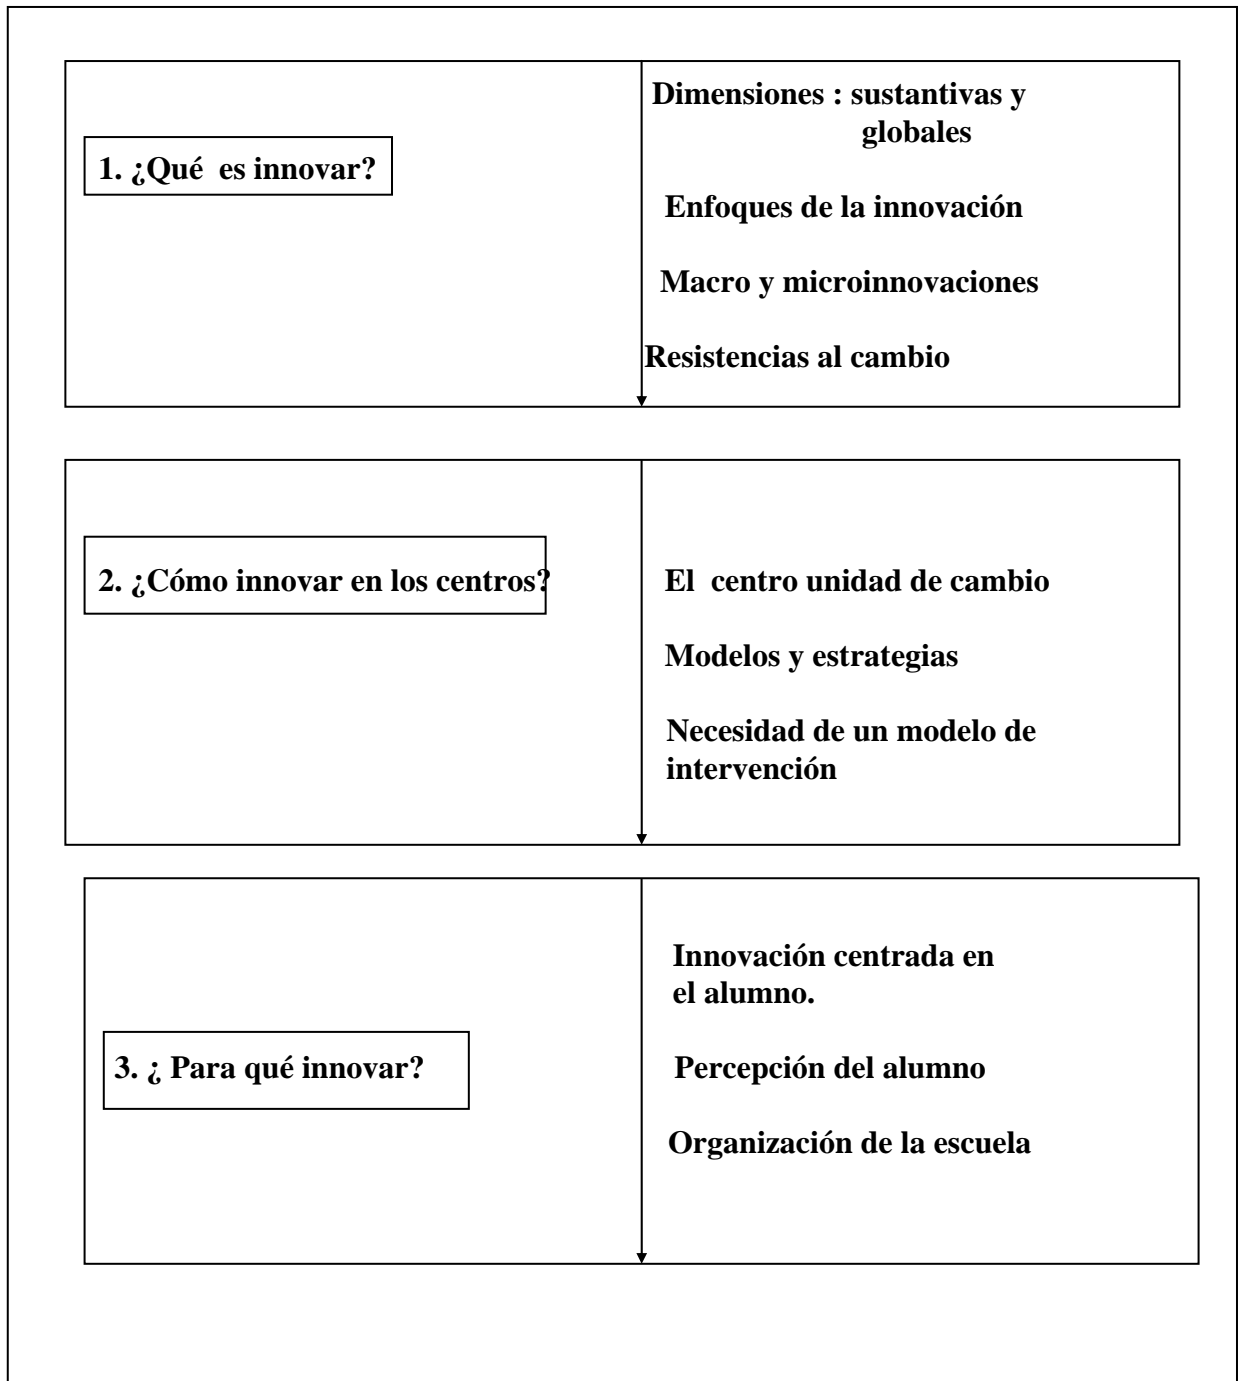 1. ¿Qué es innovar?
Dimensiones : sustantivas y
globales
Enfoques de la innovación
Macro y microinnovaciones
Resistencias al cambio
2. ¿Cómo innovar en los centros?
El centro unidad de cambio
Modelos y estrategias
Necesidad de un modelo de
intervención
3. ¿ Para qué innovar?
Innovación centrada en
el alumno.
Percepción del alumno
Organización de la escuela